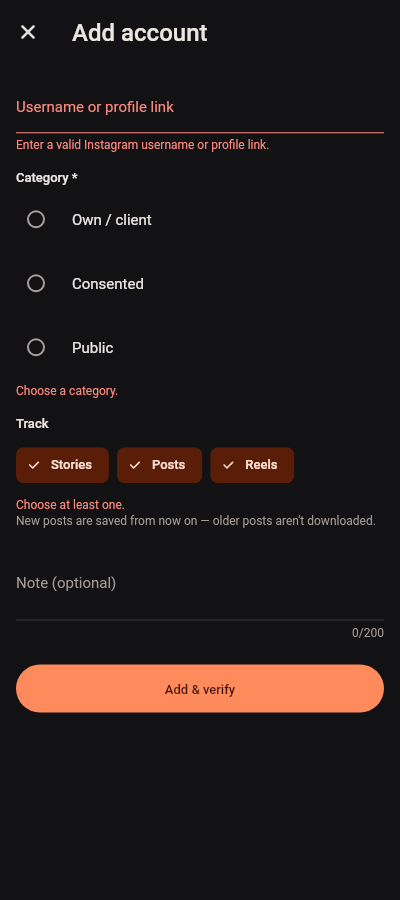 Add account
Username or profile link
Enter a valid Instagram username or profile link.
Category *
Own / client
Consented
Public
Choose a category.
Track
Stories Posts Reels
Choose at least one.
New posts are saved from now on — older posts aren't downloaded.
Note (optional)
0/200
Add & verify